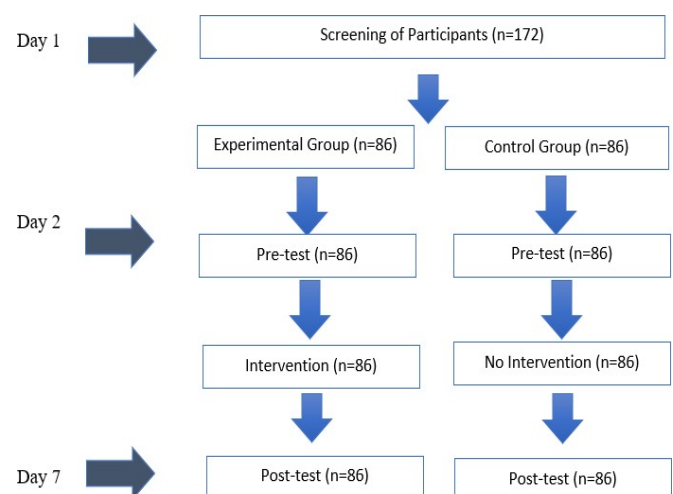 Day 1
Screening of Participants (n=172)
Experimental Group (n=86)
Control Group (n=86)
Day 2
Pre-test (n=86)
Pre-test (n=86)
Intervention (n=86)
No Intervention (n=86)
Day 7
Post-test (n=86)
Post-test (n=86)